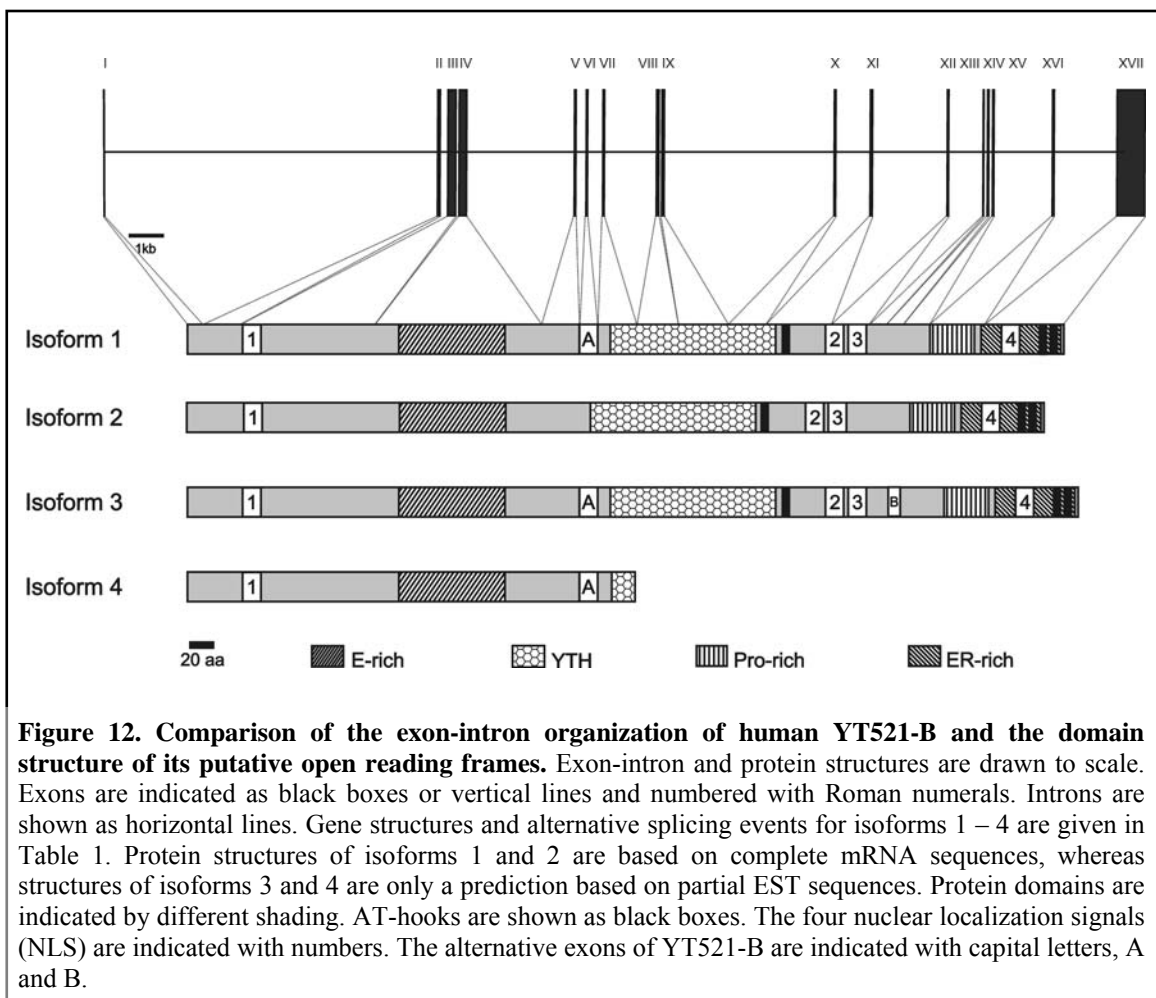 I II III IV V VI VII VIII IX X XI XII XIII XIV XV XVI XVII
1kb
Isoform 1 1 A 2 3 4
Isoform 2 1 2 3 4
Isoform 3 1 A 2 3 B 4
Isoform 4 1 A
20 aa E-rich YTH Pro-rich ER-rich
Figure 12. Comparison of the exon-intron organization of human YT521-B and the domain
structure of its putative open reading frames. Exon-intron and protein structures are drawn to scale.
Exons are indicated as black boxes or vertical lines and numbered with Roman numerals. Introns are
shown as horizontal lines. Gene structures and alternative splicing events for isoforms 1 – 4 are given in
Table 1. Protein structures of isoforms 1 and 2 are based on complete mRNA sequences, whereas
structures of isoforms 3 and 4 are only a prediction based on partial EST sequences. Protein domains are
indicated by different shading. AT-hooks are shown as black boxes. The four nuclear localization signals
(NLS) are indicated with numbers. The alternative exons of YT521-B are indicated with capital letters, A
and B.